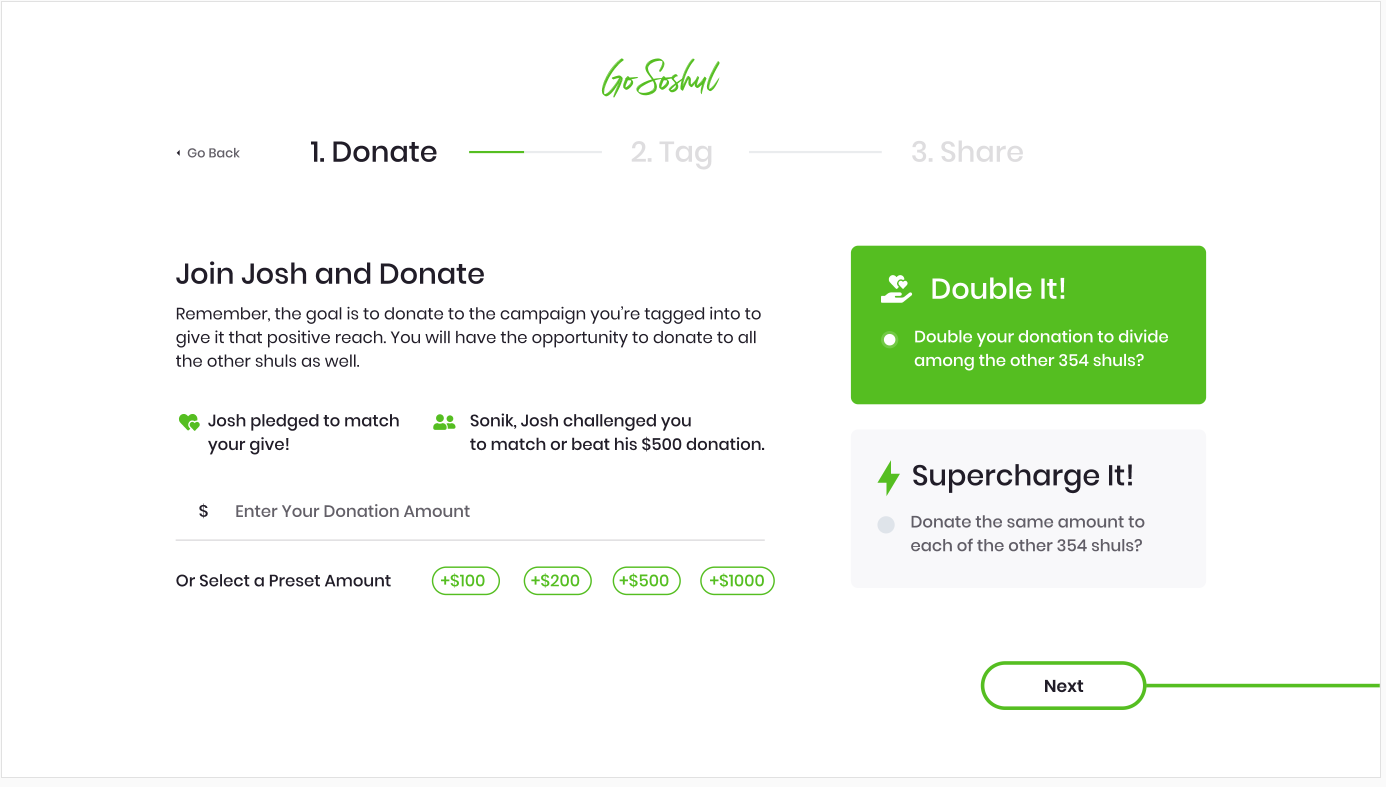 Go Soshul
Go Back
1. Donate
2. Tag
3. Share
Join Josh and Donate
Remember, the goal is to donate to the campaign you’re tagged into to
give it that positive reach. You will have the opportunity to donate to all
the other shuls as well.
Josh pledged to match
your give!
Sonik, Josh challenged you
to match or beat his $500 donation.
$ Enter Your Donation Amount
Or Select a Preset Amount
+$100
+$200
+$500
+$1000
Double It!
Double your donation to divide
among the other 354 shuls?
Supercharge It!
Donate the same amount to
each of the other 354 shuls?
Next